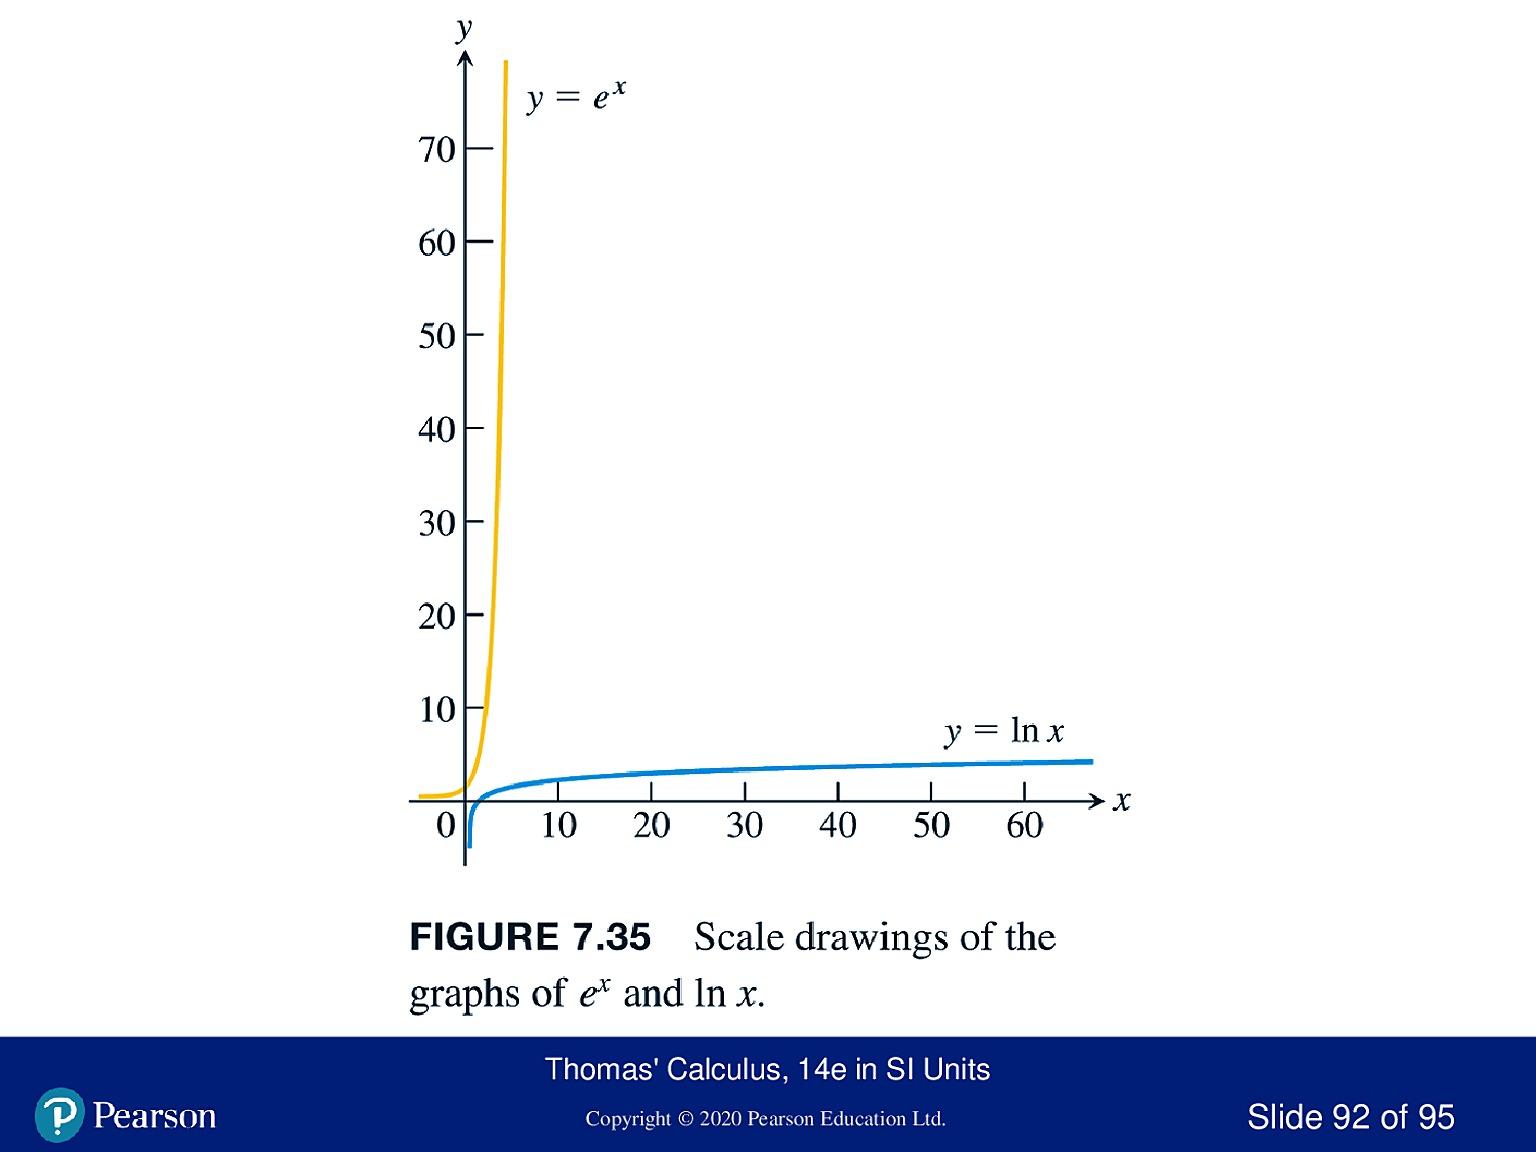 y
y = e^x
70
60
50
40
30
20
10
y = ln x
x
0 10 20 30 40 50 60
FIGURE 7.35 Scale drawings of the
graphs of e^x and ln x.
Thomas' Calculus, 14e in SI Units
Pearson
Copyright © 2020 Pearson Education Ltd.
Slide 92 of 95